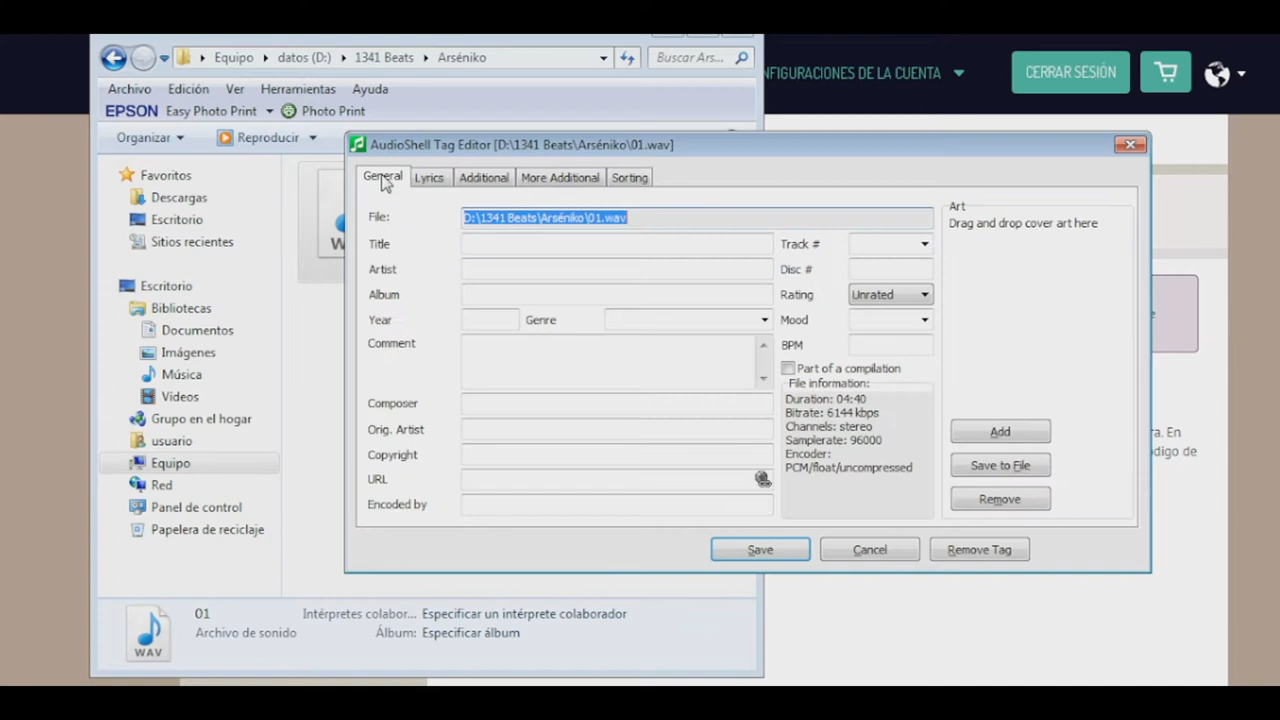 Equipo
datos (D:)
1341 Beats
Arséniko
Buscar Ars...
NFIGURACIONES DE LA CUENTA
CERRAR SESIÓN
Archivo
Edición
Ver
Herramientas
Ayuda
EPSON
Easy Photo Print
Photo Print
Organizar
Reproducir
Favoritos
Descargas
Escritorio
Sitios recientes
Escritorio
Bibliotecas
Documentos
Imágenes
Música
Vídeos
Grupo en el hogar
usuario
Equipo
Red
Panel de control
Papelera de reciclaje
AudioShell Tag Editor [D:\1341 Beats\Arséniko\01.wav]
General
Lyrics
Additional
More Additional
Sorting
File:
D:\1341 Beats\Arséniko\01.wav
Title
Artist
Album
Year
Genre
Comment
Composer
Orig. Artist
Copyright
URL
Encoded by
Track #
Disc #
Rating
Unrated
Mood
BPM
Part of a compilation
File information:
Duration: 04:40
Bitrate: 6144 kbps
Channels: stereo
Samplerate: 96000
Encoder:
PCM/float/uncompressed
Art
Drag and drop cover art here
Add
Save to File
Remove
Save
Cancel
Remove Tag
e
ra. En
ódigo de
WAV
01
Archivo de sonido
Intérpretes colabor...
Especificar un intérprete colaborador
Álbum:
Especificar álbum